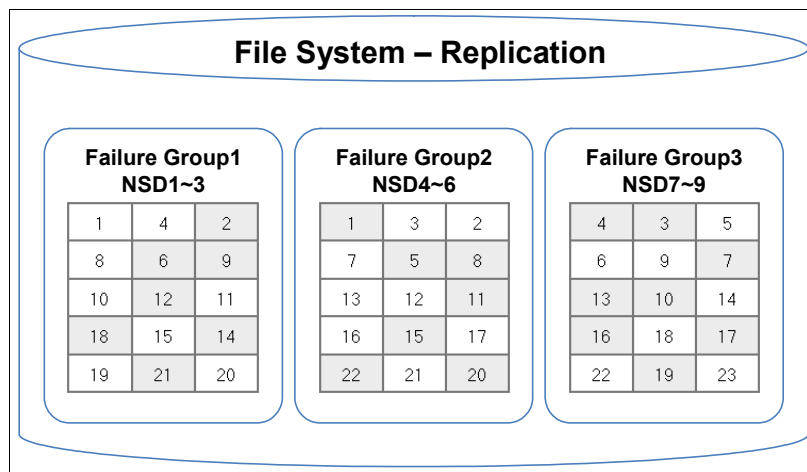 File System – Replication
Failure Group1
NSD1~3
1 4 2
8 6 9
10 12 11
18 15 14
19 21 20
Failure Group2
NSD4~6
1 3 2
7 5 8
13 12 11
16 15 17
22 21 20
Failure Group3
NSD7~9
4 3 5
6 9 7
13 10 14
16 18 17
22 19 23